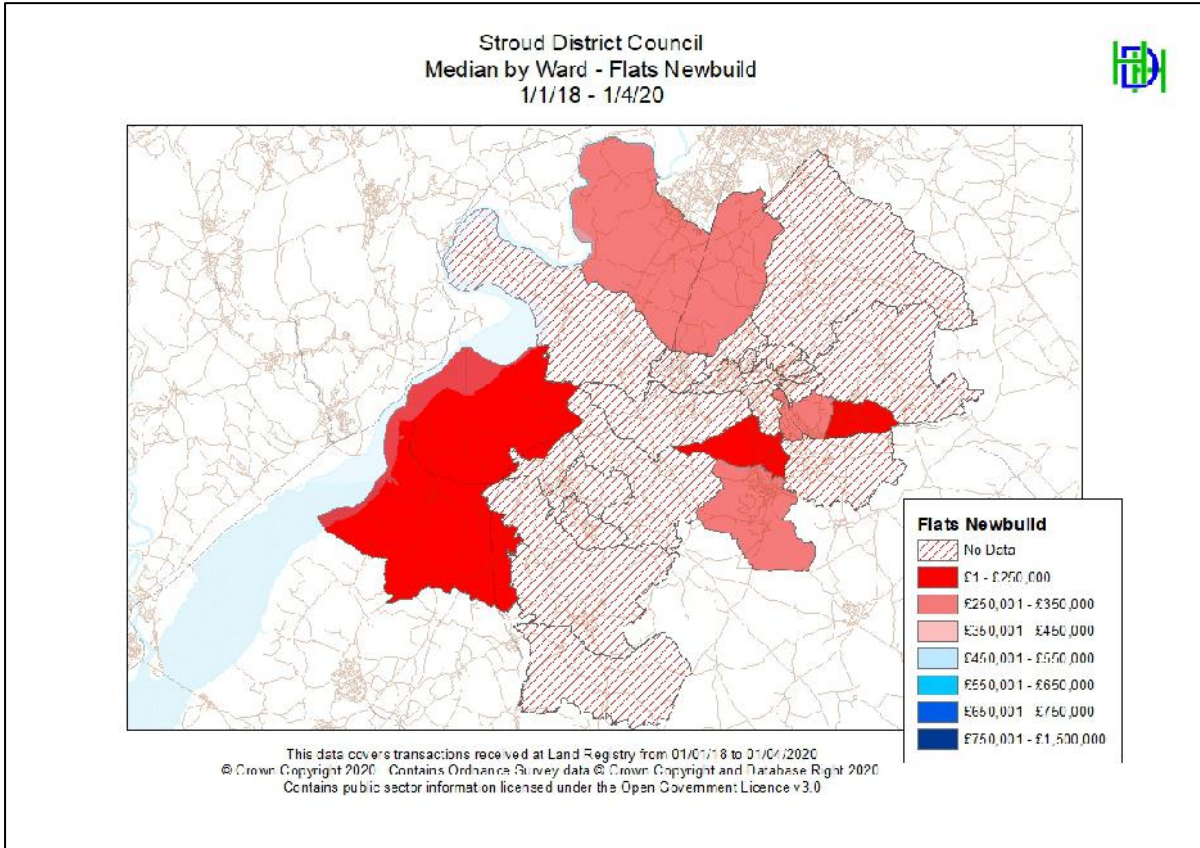 Stroud District Council
Median by Ward - Flats Newbuild
1/1/18 - 1/4/20
HDH
Flats Newbuild
No Data
£1 - £250,000
£250,001 - £350,000
£350,001 - £450,000
£450,001 - £550,000
£550,001 - £650,000
£650,001 - £750,000
£750,001 - £1,500,000
This data covers transactions received at Land Registry from 01/01/18 to 01/04/2020
© Crown Copyright 2020 Contains Ordnance Survey data © Crown Copyright and Database Right 2020
Contains public sector information licensed under the Open Government Licence v3.0